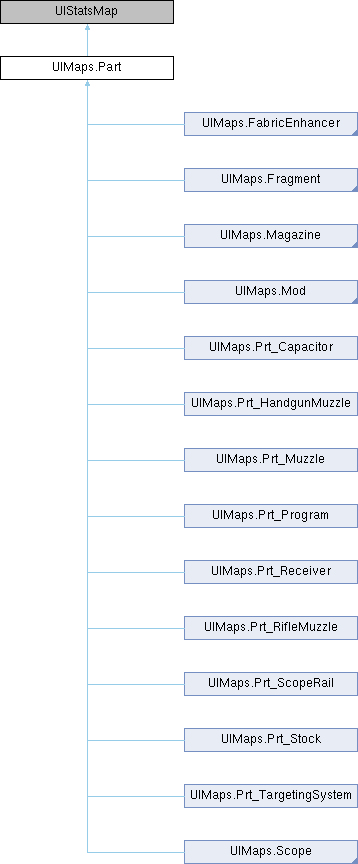 UIStatsMap
UIMaps.Part
UIMaps.FabricEnhancer
UIMaps.Fragment
UIMaps.Magazine
UIMaps.Mod
UIMaps.Prt_Capacitor
UIMaps.Prt_HandgunMuzzle
UIMaps.Prt_Muzzle
UIMaps.Prt_Program
UIMaps.Prt_Receiver
UIMaps.Prt_RifleMuzzle
UIMaps.Prt_ScopeRail
UIMaps.Prt_Stock
UIMaps.Prt_TargetingSystem
UIMaps.Scope